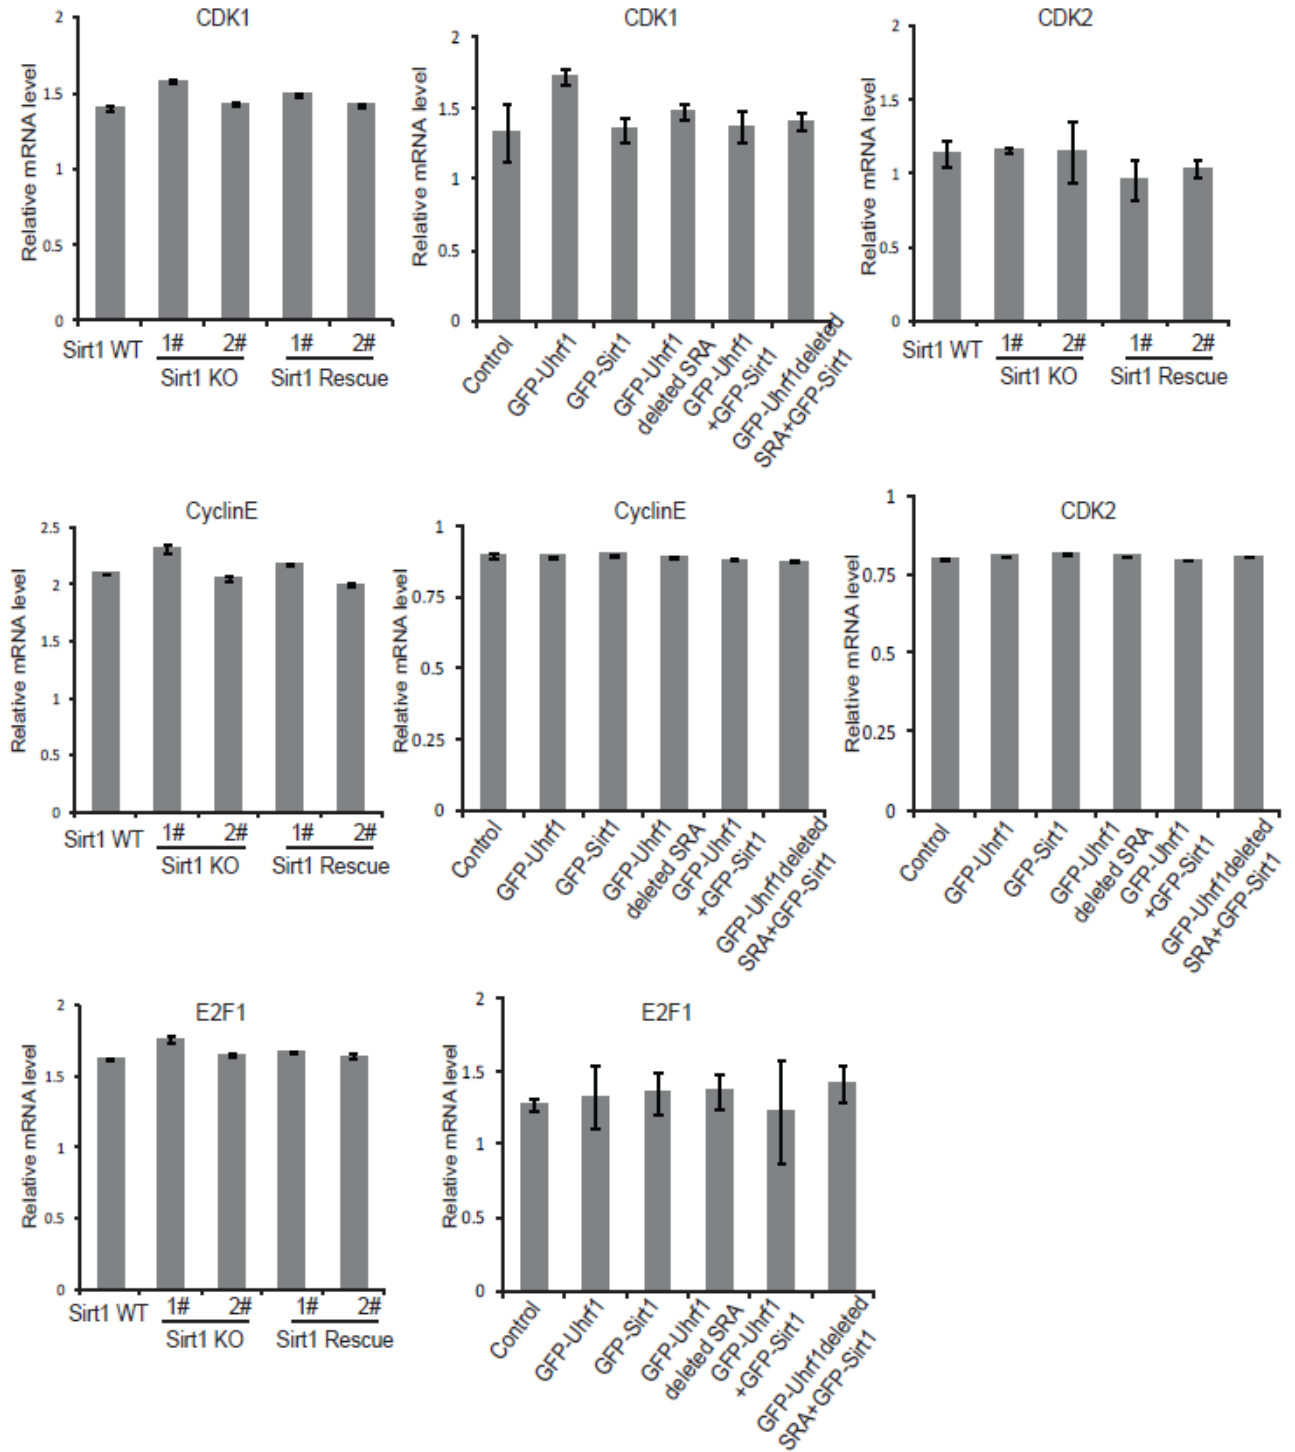 CDK1
Relative mRNA level
2
1.5
1
0.5
0
Sirt1 WT
1#
2#
1#
2#
Sirt1 KO
Sirt1 Rescue
CDK1
Relative mRNA level
2
1.5
1
0.5
0
Control
GFP-Uhrf1
GFP-Sirt1
GFP-Uhrf1
deleted SRA
GFP-Uhrf1
+GFP-Sirt1
GFP-Uhrf1deleted
SRA+GFP-Sirt1
CDK2
Relative mRNA level
2
1.5
1
0.5
0
Sirt1 WT
1#
2#
1#
2#
Sirt1 KO
Sirt1 Rescue
CyclinE
Relative mRNA level
2.5
2
1.5
1
0.5
0
Sirt1 WT
1#
2#
1#
2#
Sirt1 KO
Sirt1 Rescue
CyclinE
Relative mRNA level
1
0.75
0.5
0.25
0
Control
GFP-Uhrf1
GFP-Sirt1
GFP-Uhrf1
deleted SRA
GFP-Uhrf1
+GFP-Sirt1
GFP-Uhrf1deleted
SRA+GFP-Sirt1
CDK2
Relative mRNA level
1
0.75
0.5
0.25
0
Control
GFP-Uhrf1
GFP-Sirt1
GFP-Uhrf1
deleted SRA
GFP-Uhrf1
+GFP-Sirt1
GFP-Uhrf1deleted
SRA+GFP-Sirt1
E2F1
Relative mRNA level
2
1.5
1
0.5
0
Sirt1 WT
1#
2#
1#
2#
Sirt1 KO
Sirt1 Rescue
E2F1
Relative mRNA level
2
1.5
1
0.5
0
Control
GFP-Uhrf1
GFP-Sirt1
GFP-Uhrf1
deleted SRA
GFP-Uhrf1
+GFP-Sirt1
GFP-Uhrf1deleted
SRA+GFP-Sirt1